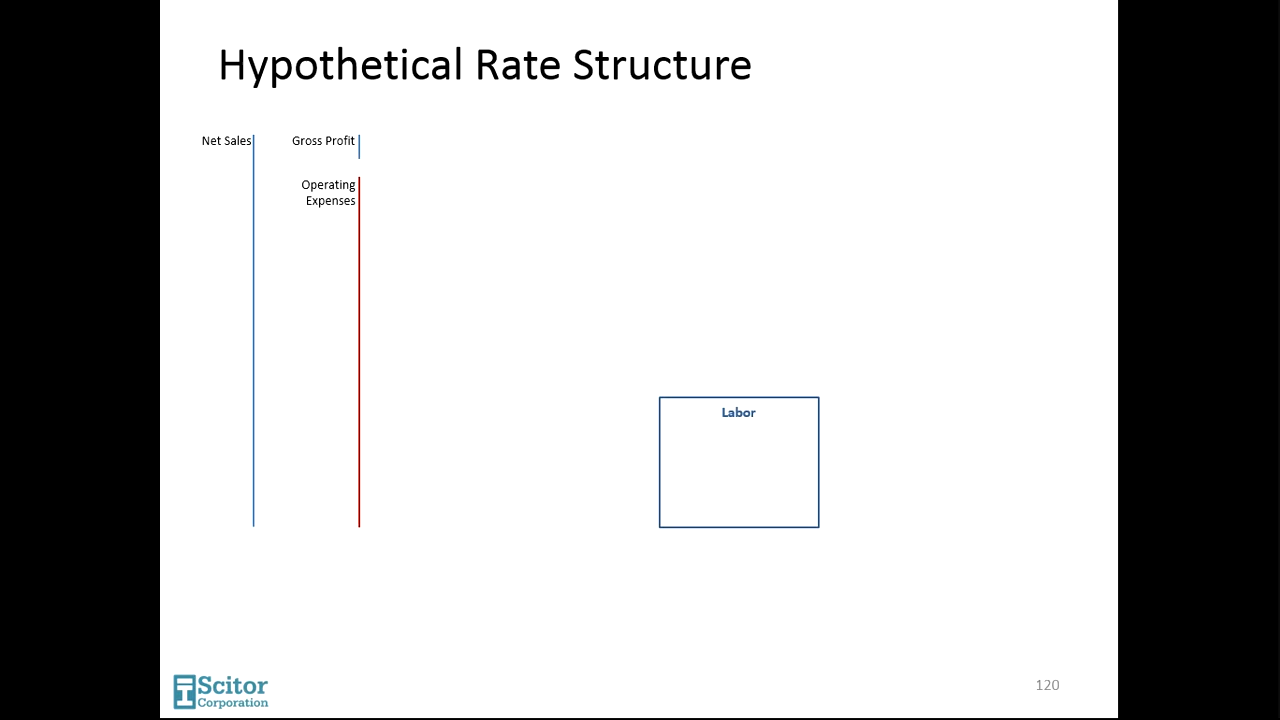 Hypothetical Rate Structure
Net Sales
Gross Profit
Operating
Expenses
Labor
Scitor
Corporation
120